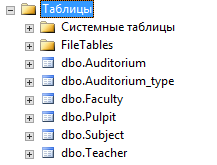 Таблицы
Системные таблицы
FileTables
dbo.Auditorium
dbo.Auditorium_type
dbo.Faculty
dbo.Pulpit
dbo.Subject
dbo.Teacher